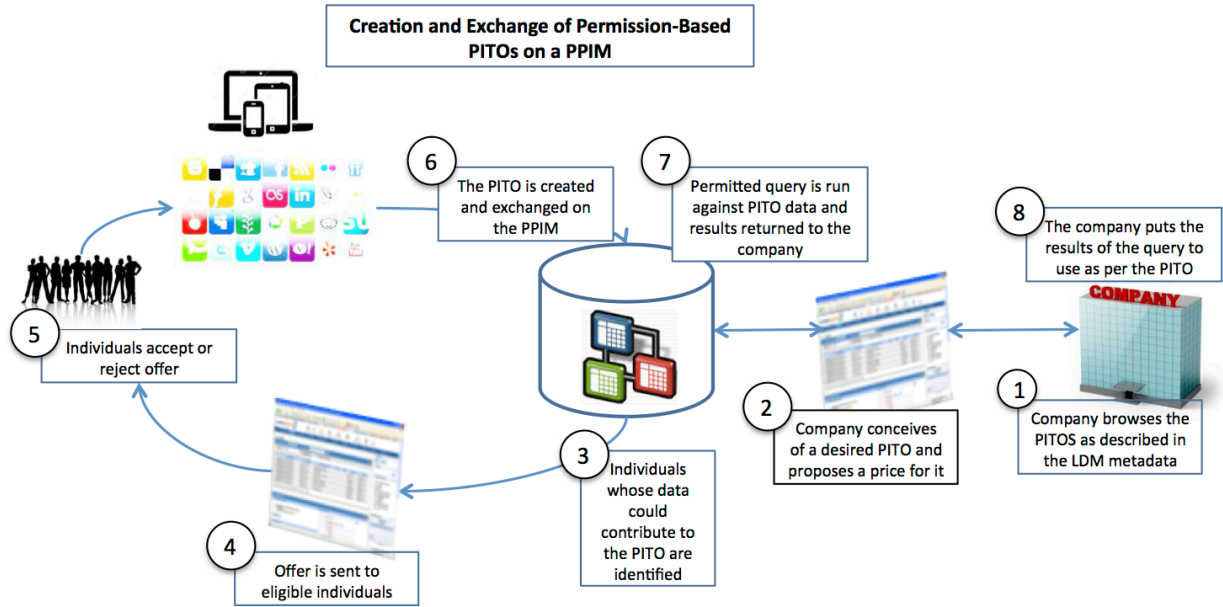 Creation and Exchange of Permission-Based
PITOs on a PPIM
6
The PITO is created
and exchanged on
the PPIM
7
Permitted query is run
against PITO data and
results returned to the
company
8
The company puts the
results of the query to
use as per the PITO
COMPANY
5
Individuals accept or
reject offer
1
Company browses the
PITOS as described in
the LDM metadata
2
Company conceives
of a desired PITO and
proposes a price for it
3
Individuals
whose data
could
contribute to
the PITO are
identified
4
Offer is sent to
eligible individuals